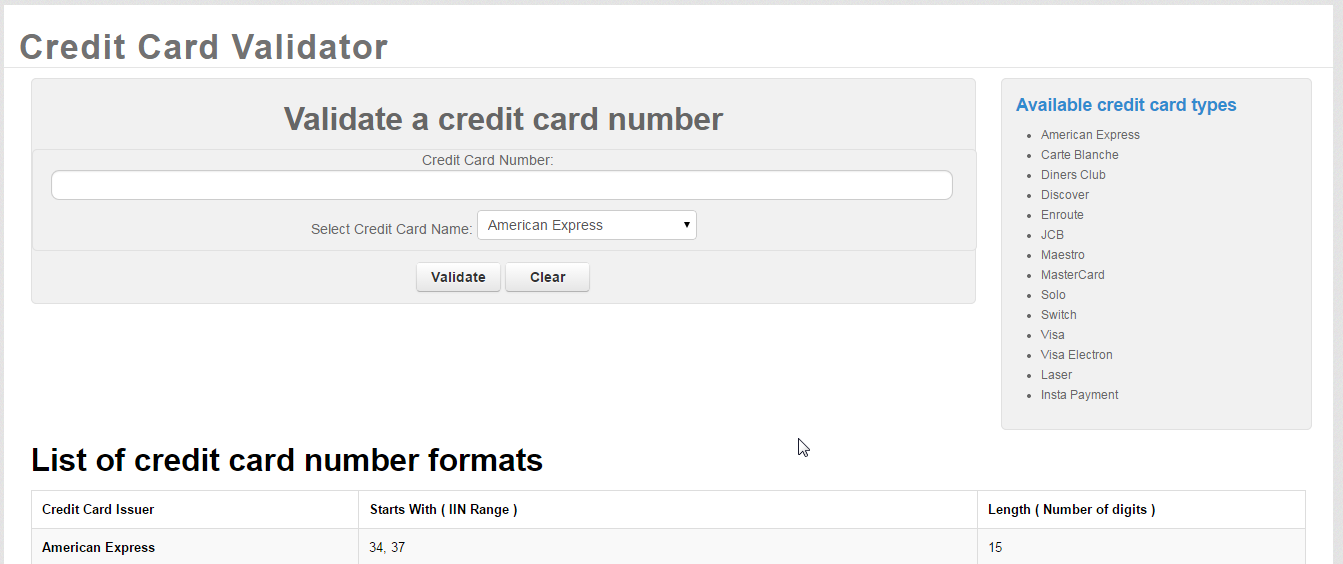 Credit Card Validator
Validate a credit card number
Credit Card Number:
Select Credit Card Name: American Express
Validate Clear
Available credit card types
American Express
Carte Blanche
Diners Club
Discover
Enroute
JCB
Maestro
MasterCard
Solo
Switch
Visa
Visa Electron
Laser
Insta Payment
List of credit card number formats
Credit Card Issuer Starts With ( IIN Range ) Length ( Number of digits )
American Express 34, 37 15